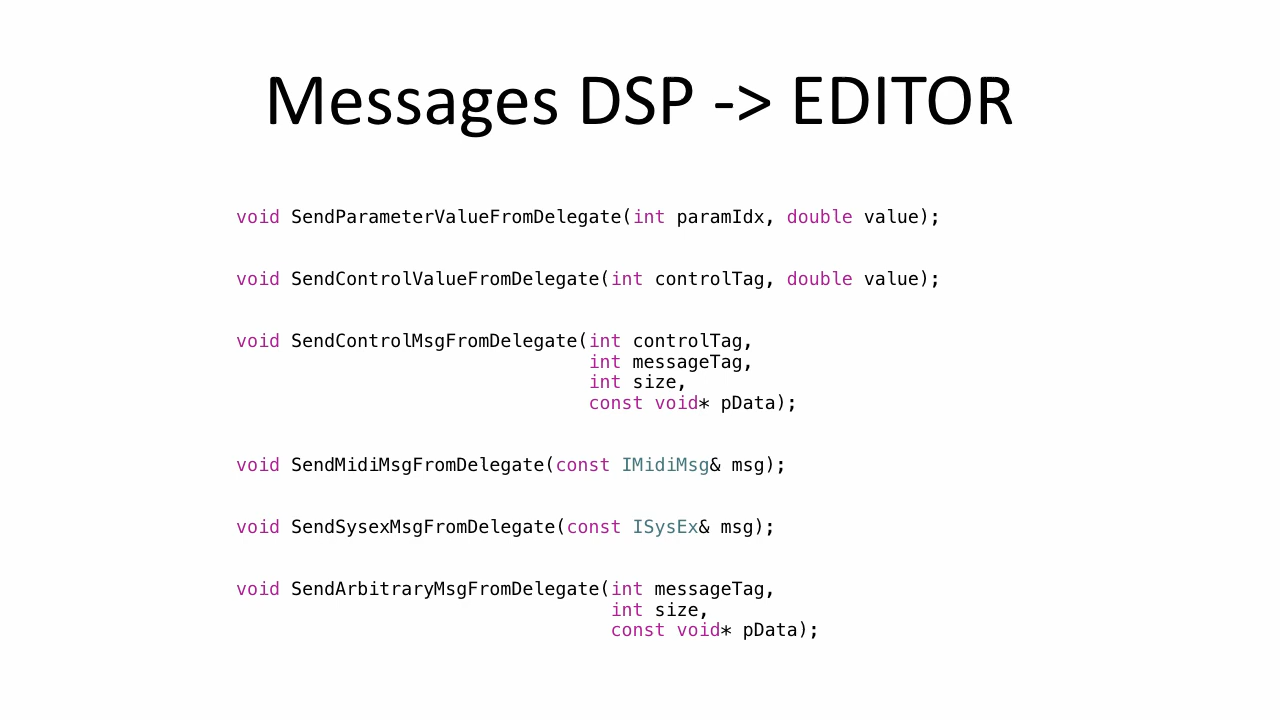 Messages DSP -> EDITOR
void SendParameterValueFromDelegate(int paramIdx, double value);
void SendControlValueFromDelegate(int controlTag, double value);
void SendControlMsgFromDelegate(int controlTag,
int messageTag,
int size,
const void* pData);
void SendMidiMsgFromDelegate(const IMidiMsg& msg);
void SendSysexMsgFromDelegate(const ISysEx& msg);
void SendArbitraryMsgFromDelegate(int messageTag,
int size,
const void* pData);